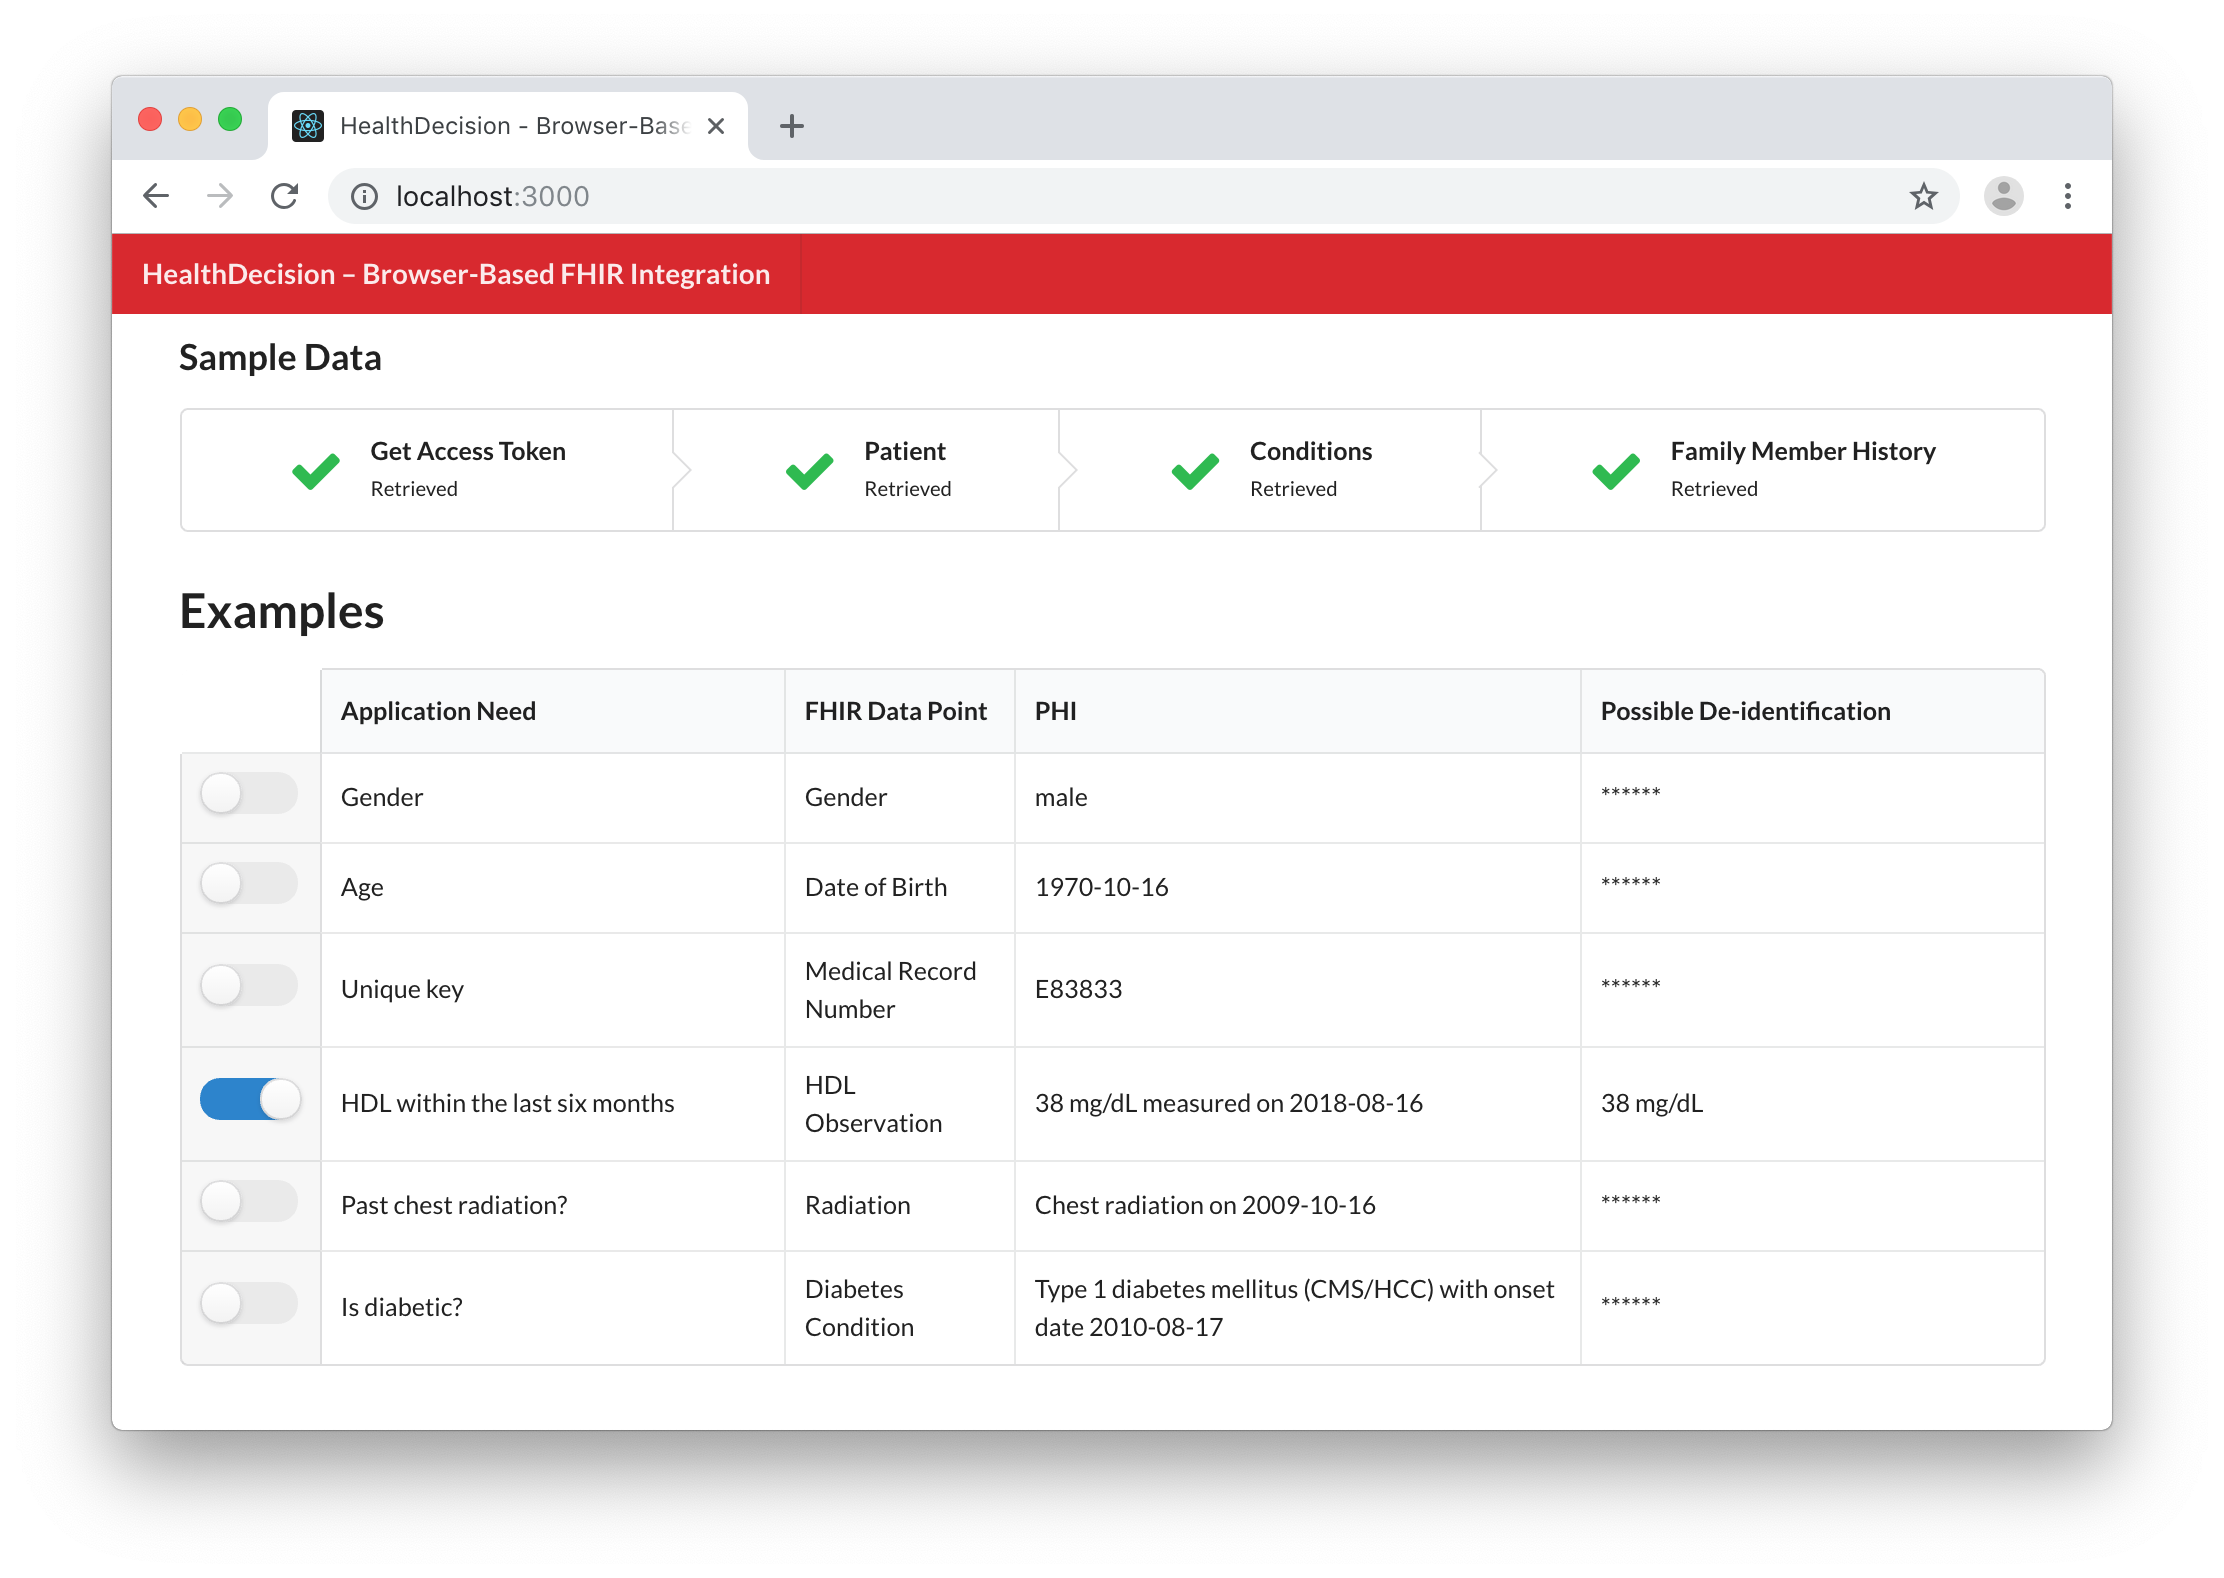 HealthDecision - Browser-Base
localhost:3000
HealthDecision – Browser-Based FHIR Integration
Sample Data
Get Access Token
Retrieved
Patient
Retrieved
Conditions
Retrieved
Family Member History
Retrieved
Examples
Application Need
FHIR Data Point
PHI
Possible De-identification
Gender
Gender
male
******
Age
Date of Birth
1970-10-16
******
Unique key
Medical Record
Number
E83833
******
HDL within the last six months
HDL
Observation
38 mg/dL measured on 2018-08-16
38 mg/dL
Past chest radiation?
Radiation
Chest radiation on 2009-10-16
******
Is diabetic?
Diabetes
Condition
Type 1 diabetes mellitus (CMS/HCC) with onset
date 2010-08-17
******